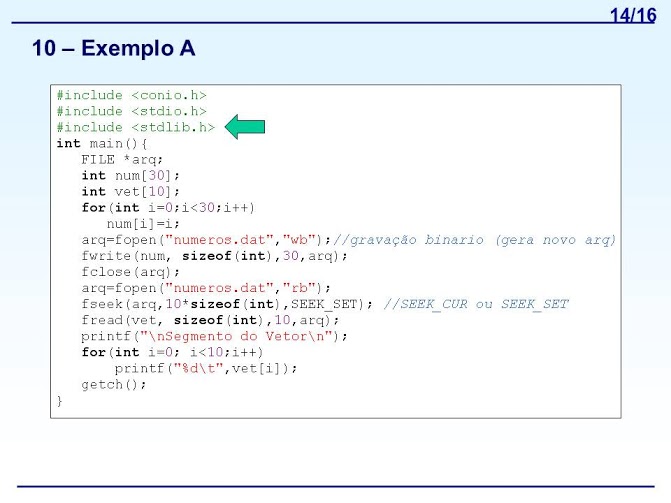 14/16
10 – Exemplo A
#include <conio.h>
#include <stdio.h>
#include <stdlib.h>
int main(){
FILE *arq;
int num[30];
int vet[10];
for(int i=0;i<30;i++)
num[i]=i;
arq=fopen("numeros.dat","wb");//gravação binario (gera novo arq)
fwrite(num, sizeof(int),30,arq);
fclose(arq);
arq=fopen("numeros.dat","rb");
fseek(arq,10*sizeof(int),SEEK_SET); //SEEK_CUR ou SEEK_SET
fread(vet, sizeof(int),10,arq);
printf("\nSegmento do Vetor\n");
for(int i=0; i<10;i++)
printf("%d\t",vet[i]);
getch();
}